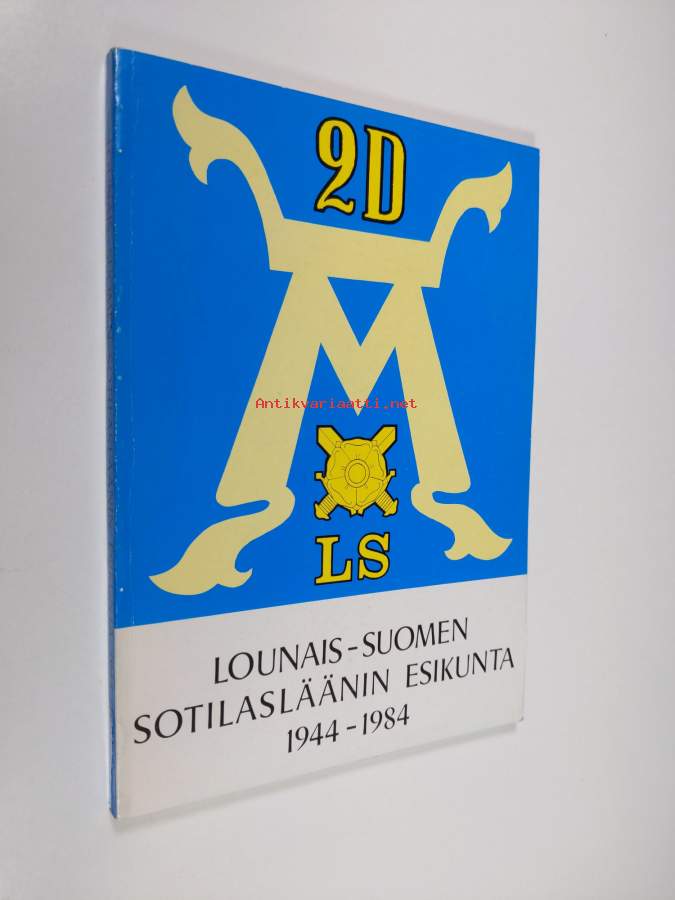 2D
M
Antikvariaatti.net
LS
LOUNAIS-SUOMEN
SOTILASLÄÄNIN ESIKUNTA
1944-1984